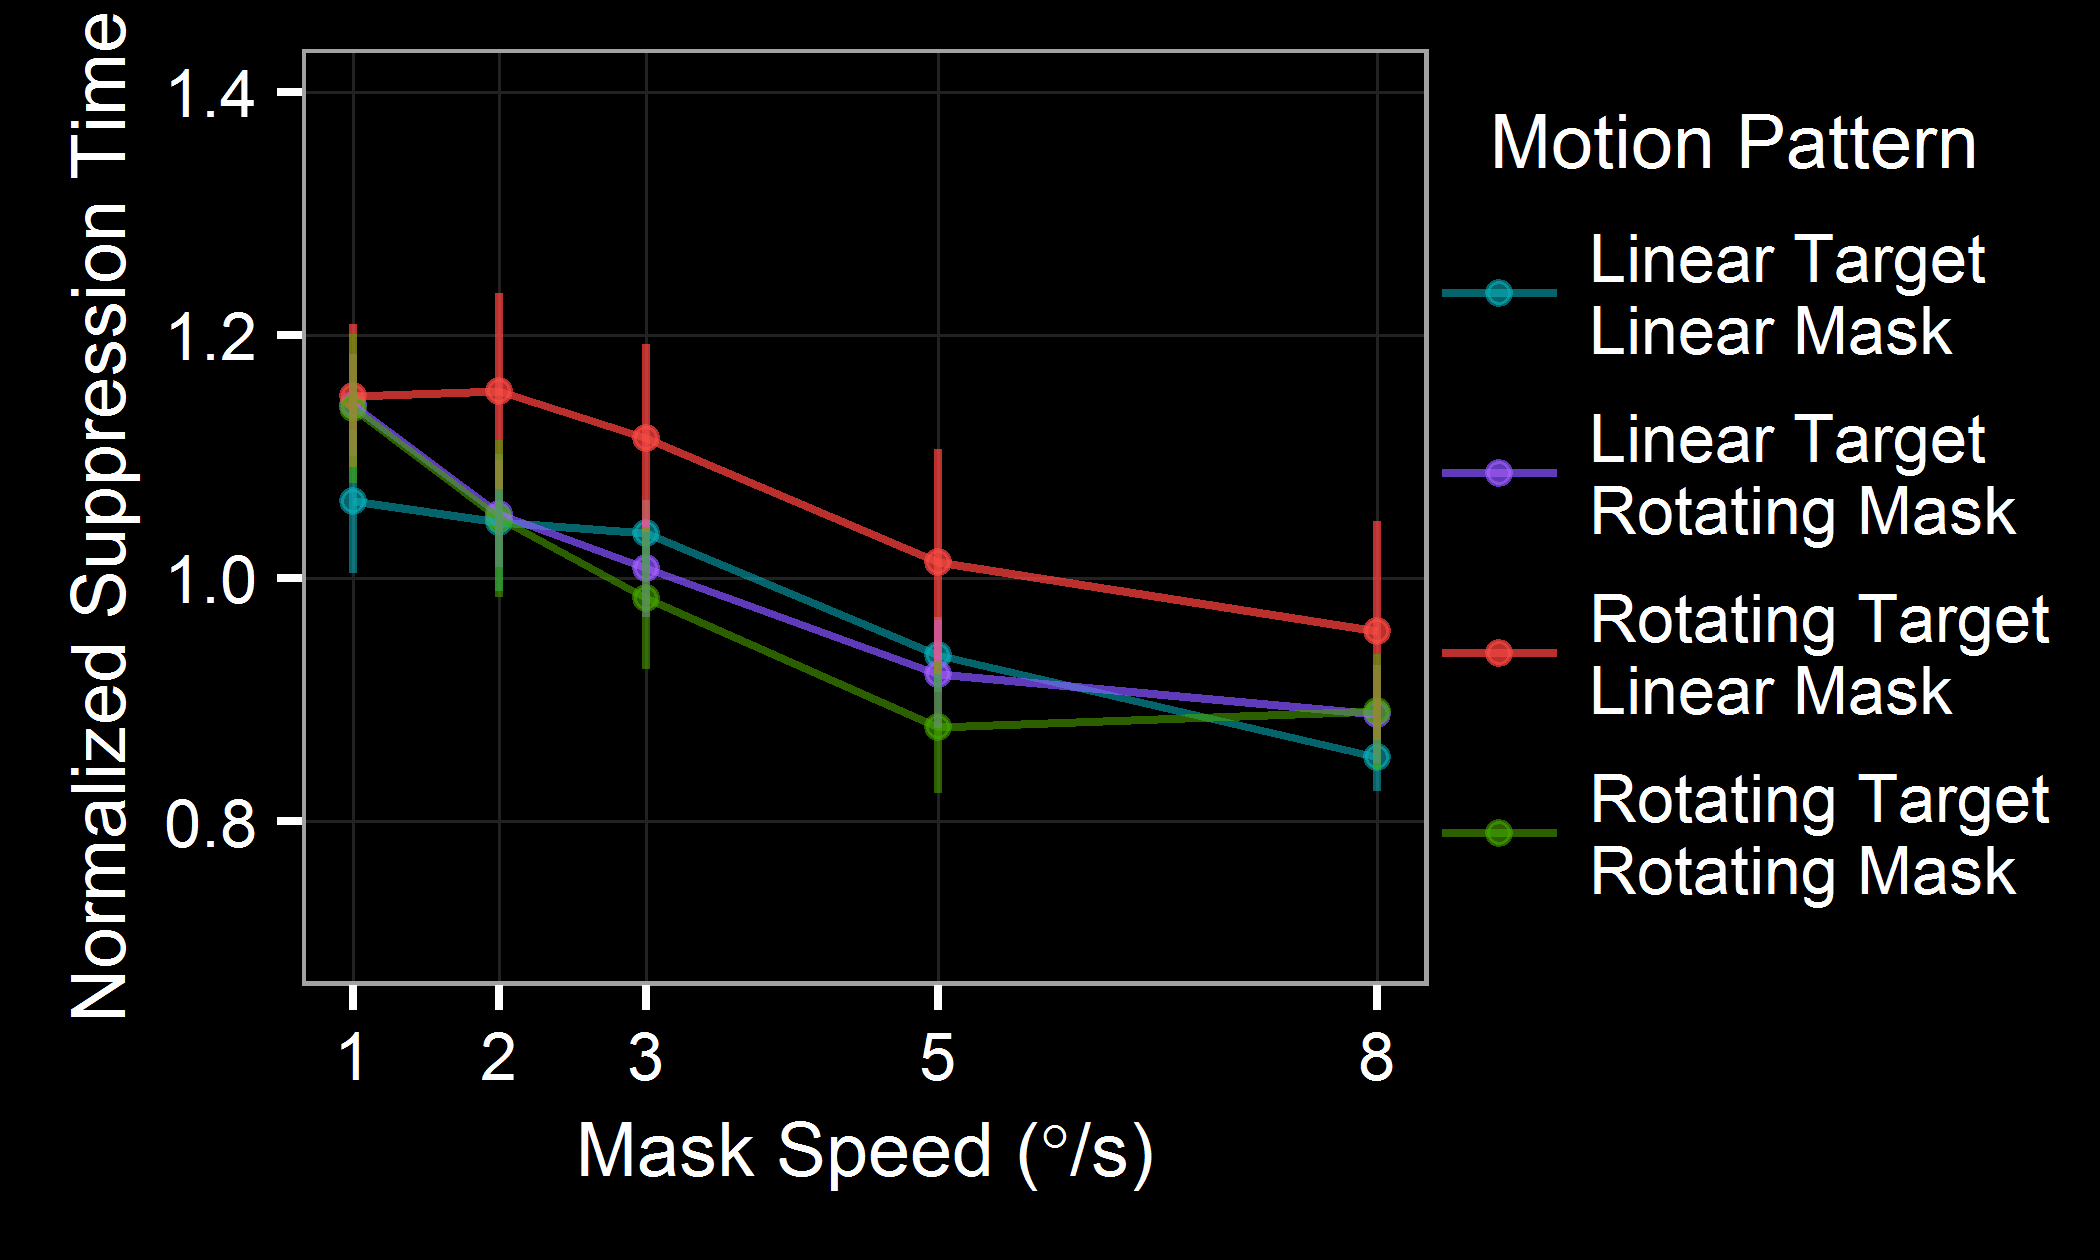 Normalized Suppression Time
1.4
1.2
1.0
0.8
1 2 3 5 8
Mask Speed (°/s)
Motion Pattern
Linear Target
Linear Mask
Linear Target
Rotating Mask
Rotating Target
Linear Mask
Rotating Target
Rotating Mask